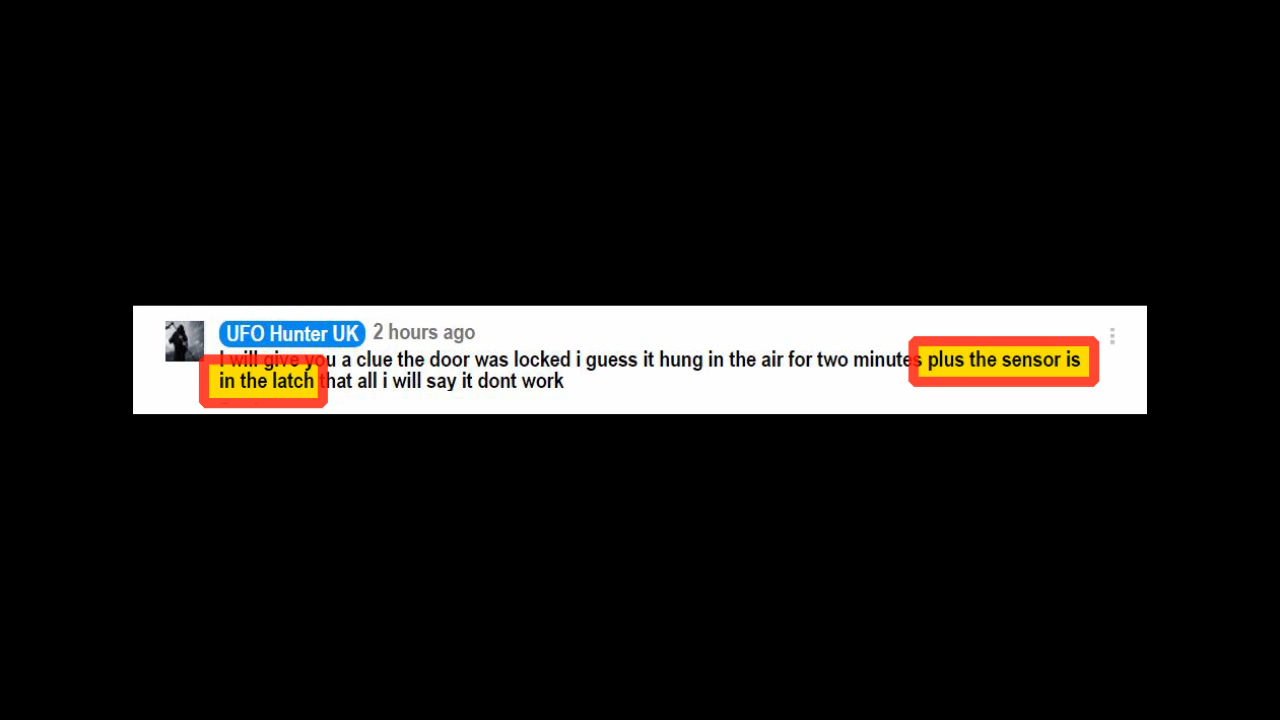 UFO Hunter UK 2 hours ago
I will give you a clue the door was locked i guess it hung in the air for two minutes plus the sensor is
in the latch that all i will say it dont work